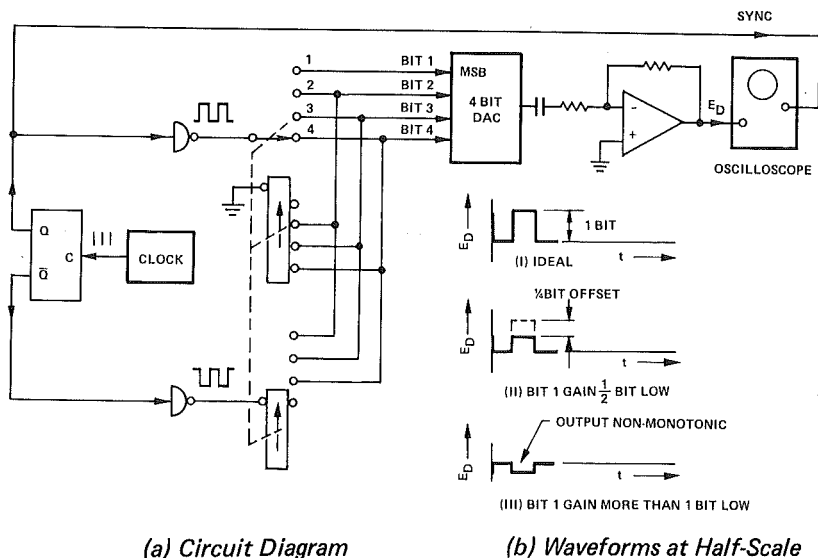 SYNC
1
2
3
4
BIT 1
BIT 2
BIT 3
BIT 4
MSB
4 BIT
DAC
-
+
E_D
OSCILLOSCOPE
Q
Q̅
C
CLOCK
E_D
1 BIT
t
(I) IDEAL
¼BIT OFFSET
E_D
t
(II) BIT 1 GAIN 1/2 BIT LOW
OUTPUT NON-MONOTONIC
E_D
t
(III) BIT 1 GAIN MORE THAN 1 BIT LOW
(a) Circuit Diagram
(b) Waveforms at Half-Scale